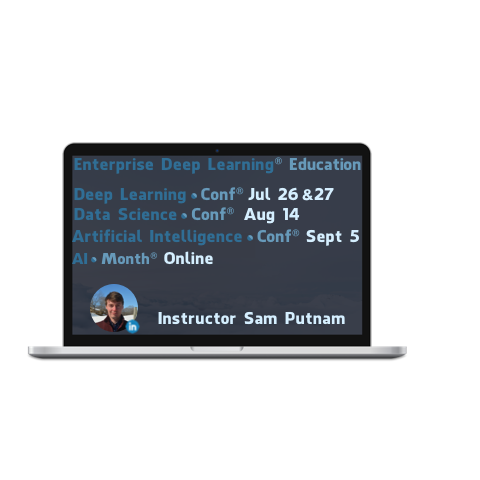 Enterprise Deep Learning® Education
Deep Learning • Conf® Jul 26 &27
Data Science • Conf® Aug 14
Artificial Intelligence • Conf® Sept 5
AI • Month® Online
in
Instructor Sam Putnam